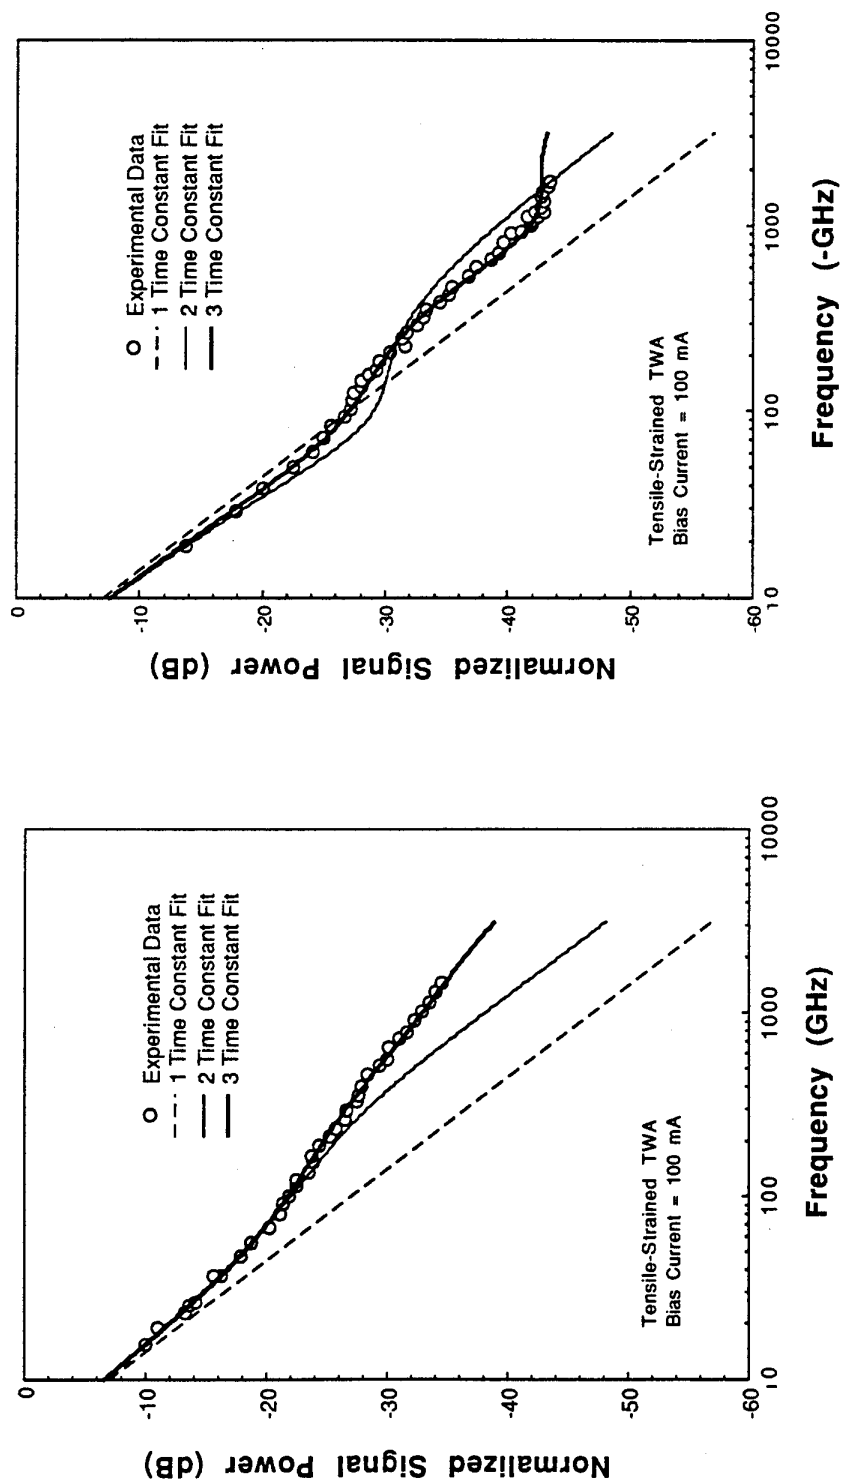 Normalized Signal Power (dB)
0
-10
-20
-30
-40
-50
-60
10
100
1000
10000
Frequency (GHz)
Experimental Data
1 Time Constant Fit
2 Time Constant Fit
3 Time Constant Fit
Tensile-Strained TWA
Bias Current = 100 mA
Normalized Signal Power (dB)
0
-10
-20
-30
-40
-50
-60
10
100
1000
10000
Frequency (-GHz)
Experimental Data
1 Time Constant Fit
2 Time Constant Fit
3 Time Constant Fit
Tensile-Strained TWA
Bias Current = 100 mA